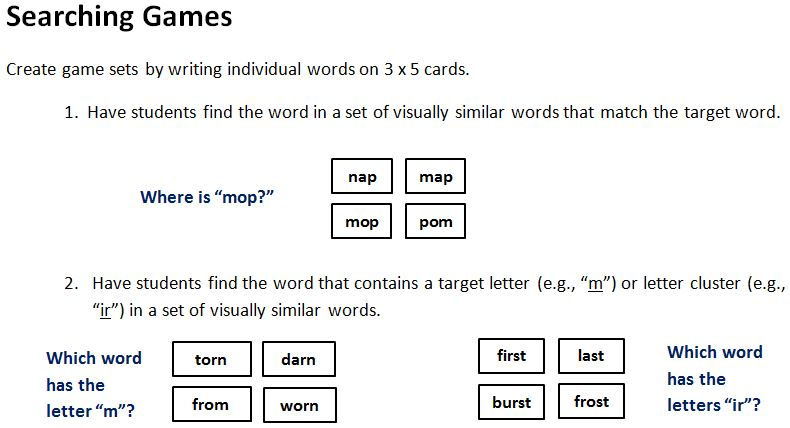 Searching Games
Create game sets by writing individual words on 3 x 5 cards.
1. Have students find the word in a set of visually similar words that match the target word.
Where is “mop?”
nap map
mop pom
2. Have students find the word that contains a target letter (e.g., “m”) or letter cluster (e.g.,
“ir”) in a set of visually similar words.
Which word
has the
letter “m”?
torn darn
from worn
first last
burst frost
Which word
has the
letters “ir”?